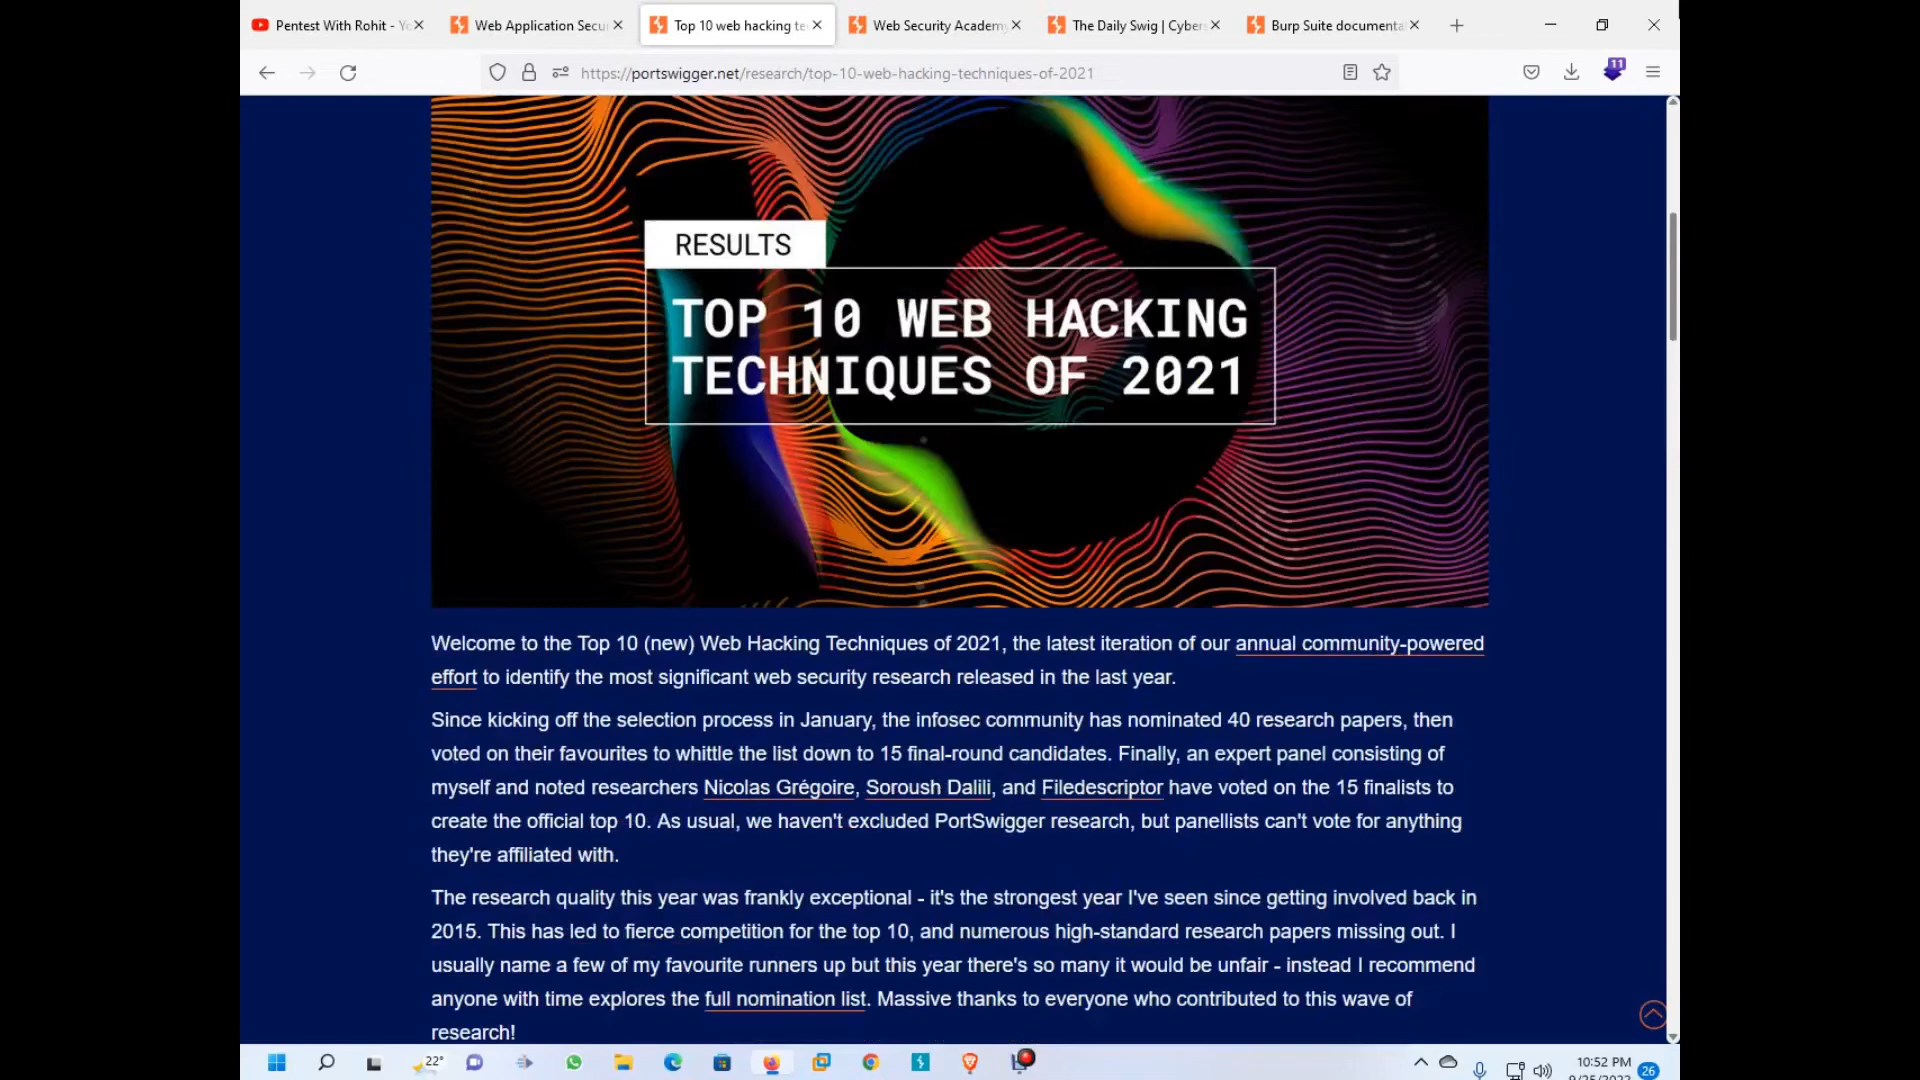 Pentest With Rohit - Yo
Web Application Secu
Top 10 web hacking te
Web Security Academy
The Daily Swig | Cybers
Burp Suite documenta
https://portswigger.net/research/top-10-web-hacking-techniques-of-2021
11
RESULTS
TOP 10 WEB HACKING
TECHNIQUES OF 2021
Welcome to the Top 10 (new) Web Hacking Techniques of 2021, the latest iteration of our annual community-powered
effort to identify the most significant web security research released in the last year.
Since kicking off the selection process in January, the infosec community has nominated 40 research papers, then
voted on their favourites to whittle the list down to 15 final-round candidates. Finally, an expert panel consisting of
myself and noted researchers Nicolas Grégoire, Soroush Dalili, and Filedescriptor have voted on the 15 finalists to
create the official top 10. As usual, we haven't excluded PortSwigger research, but panellists can't vote for anything
they're affiliated with.
The research quality this year was frankly exceptional - it's the strongest year I've seen since getting involved back in
2015. This has led to fierce competition for the top 10, and numerous high-standard research papers missing out. I
usually name a few of my favourite runners up but this year there's so many it would be unfair - instead I recommend
anyone with time explores the full nomination list. Massive thanks to everyone who contributed to this wave of
research!
22°
10:52 PM
26